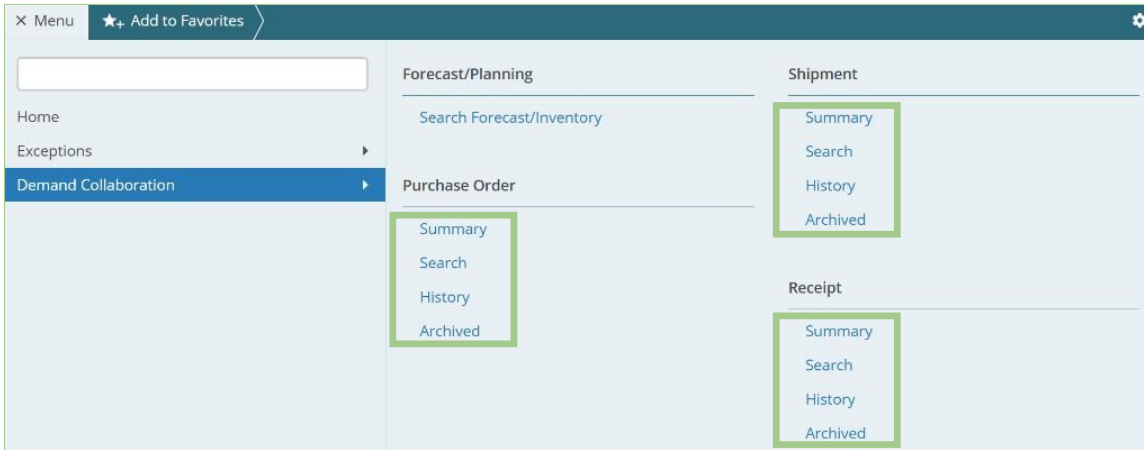 × Menu
Add to Favorites
Home
Exceptions
Demand Collaboration
Forecast/Planning
Search Forecast/Inventory
Purchase Order
Summary
Search
History
Archived
Shipment
Summary
Search
History
Archived
Receipt
Summary
Search
History
Archived